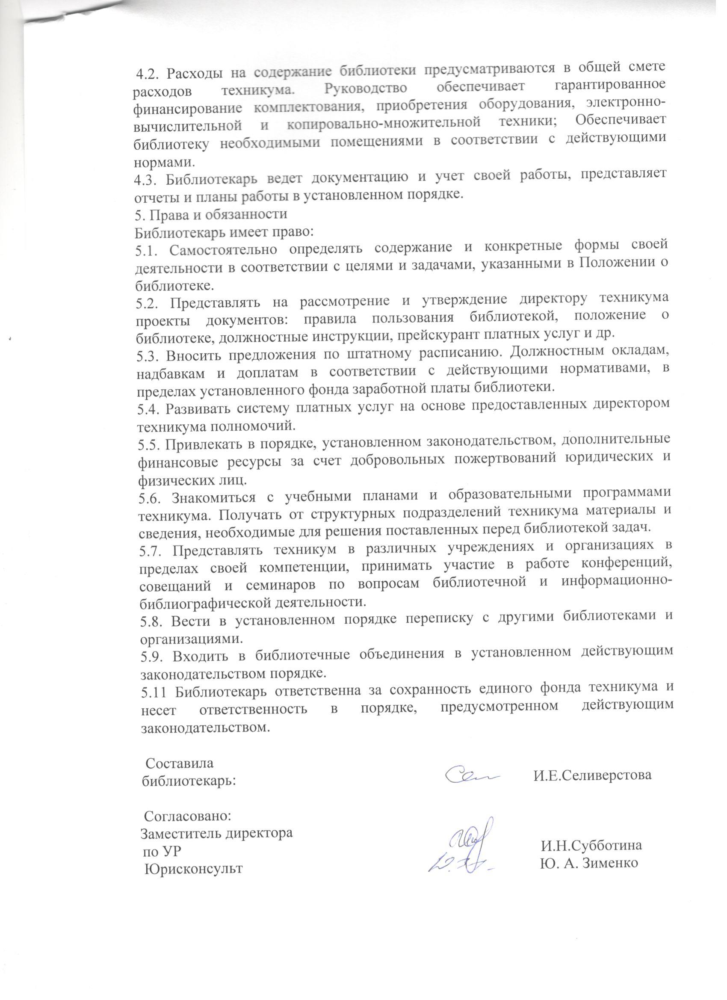 4.2. Расходы на содержание библиотеки предусматриваются в общей смете
расходов техникума. Руководство обеспечивает гарантированное
финансирование комплектования, приобретения оборудования, электронно-
вычислительной и копировально-множительной техники; Обеспечивает
библиотеку необходимыми помещениями в соответствии с действующими
нормами.
4.3. Библиотекарь ведет документацию и учет своей работы, представляет
отчеты и планы работы в установленном порядке.
5. Права и обязанности
Библиотекарь имеет право:
5.1. Самостоятельно определять содержание и конкретные формы своей
деятельности в соответствии с целями и задачами, указанными в Положении о
библиотеке.
5.2. Представлять на рассмотрение и утверждение директору техникума
проекты документов: правила пользования библиотекой, положение о
библиотеке, должностные инструкции, прейскурант платных услуг и др.
5.3. Вносить предложения по штатному расписанию. Должностным окладам,
надбавкам и доплатам в соответствии с действующими нормативами, в
пределах установленного фонда заработной платы библиотеки.
5.4. Развивать систему платных услуг на основе предоставленных директором
техникума полномочий.
5.5. Привлекать в порядке, установленном законодательством, дополнительные
финансовые ресурсы за счет добровольных пожертвований юридических и
физических лиц.
5.6. Знакомиться с учебными планами и образовательными программами
техникума. Получать от структурных подразделений техникума материалы и
сведения, необходимые для решения поставленных перед библиотекой задач.
5.7. Представлять техникум в различных учреждениях и организациях в
пределах своей компетенции, принимать участие в работе конференций,
совещаний и семинаров по вопросам библиотечной и информационно-
библиографической деятельности.
5.8. Вести в установленном порядке переписку с другими библиотеками и
организациями.
5.9. Входить в библиотечные объединения в установленном действующим
законодательством порядке.
5.11 Библиотекарь ответственна за сохранность единого фонда техникума и
несет ответственность в порядке, предусмотренном действующим
законодательством.
Составила
библиотекарь: И.Е.Селиверстова
Согласовано:
Заместитель директора
по УР И.Н.Субботина
Юрисконсульт Ю. А. Зименко